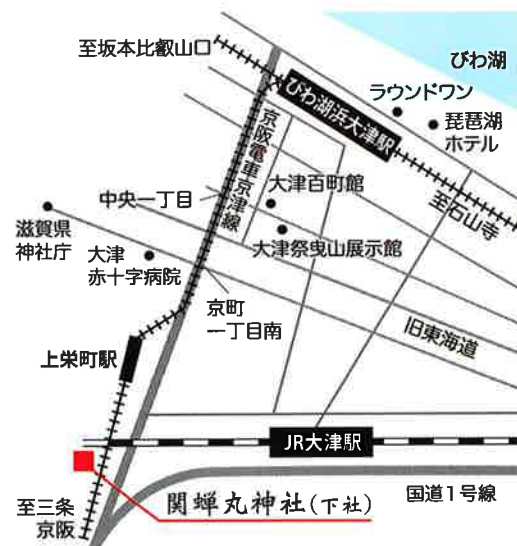 至坂本比叡山口
びわ湖
ラウンドワン
びわ湖浜大津駅
琵琶湖
ホテル
京阪電車京津線
中央一丁目
大津百町館
至石山寺
滋賀県
神社庁
大津
赤十字病院
大津祭曳山展示館
京町
一丁目南
旧東海道
上栄町駅
JR大津駅
至三条
京阪
関蝉丸神社(下社)
国道1号線